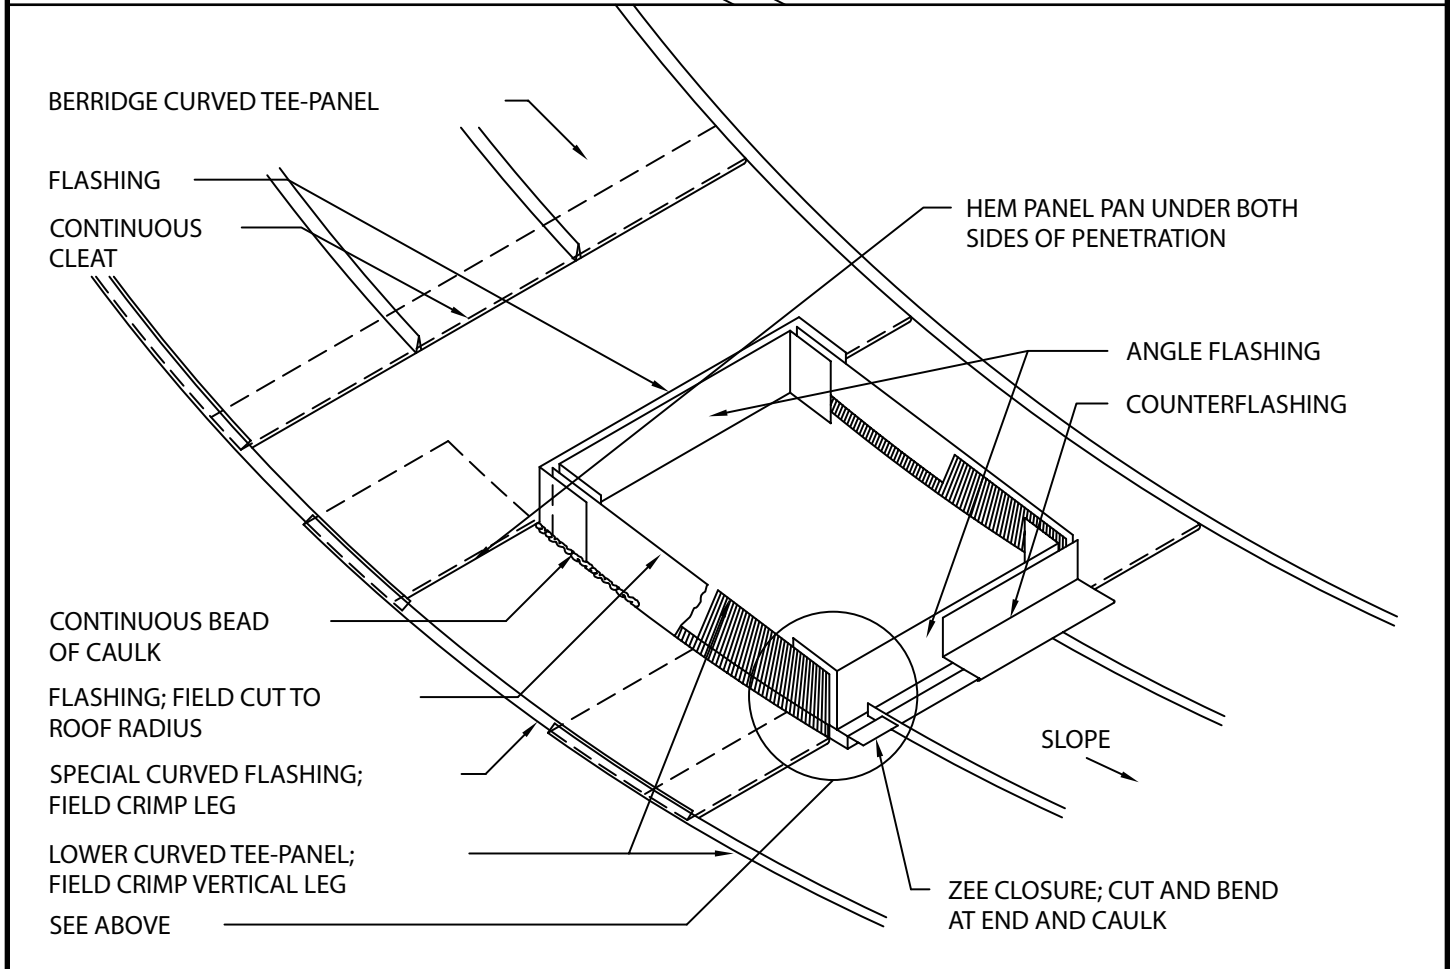 BERRIDGE CURVED TEE-PANEL
FLASHING
CONTINUOUS
CLEAT
HEM PANEL PAN UNDER BOTH
SIDES OF PENETRATION
ANGLE FLASHING
COUNTERFLASHING
CONTINUOUS BEAD
OF CAULK
FLASHING; FIELD CUT TO
ROOF RADIUS
SPECIAL CURVED FLASHING;
FIELD CRIMP LEG
LOWER CURVED TEE-PANEL;
FIELD CRIMP VERTICAL LEG
SEE ABOVE
SLOPE
ZEE CLOSURE; CUT AND BEND
AT END AND CAULK